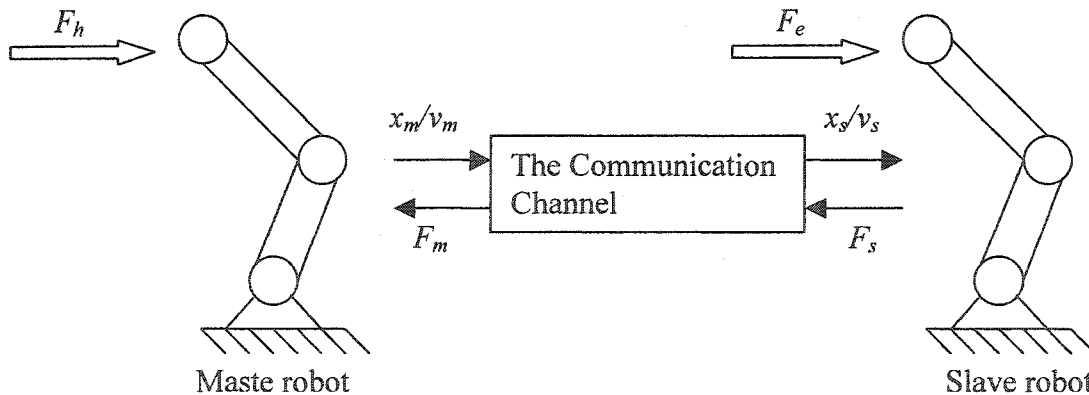 F_h
F_e
x_m/v_m
x_s/v_s
The Communication
Channel
F_m
F_s
Maste robot
Slave robot